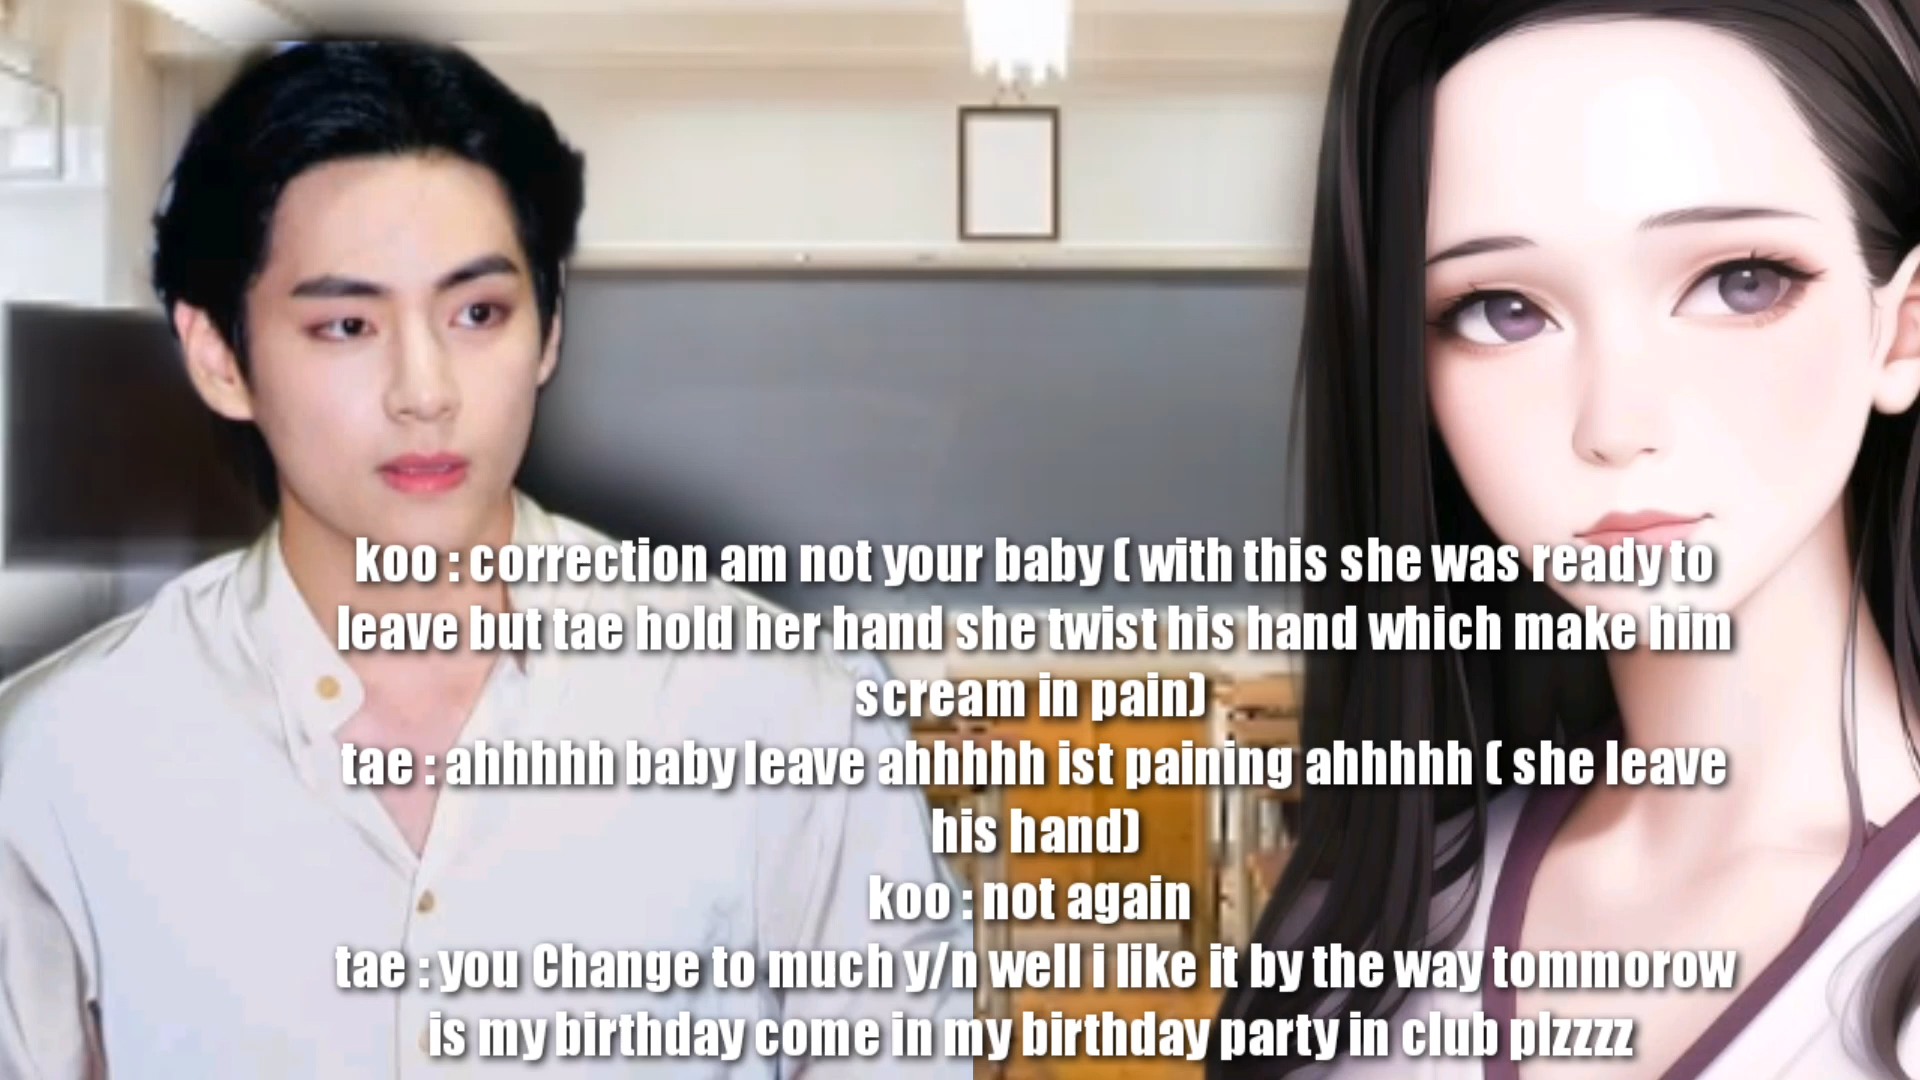 koo : correction am not your baby ( with this she was ready to
leave but tae hold her hand she twist his hand which make him
scream in pain)
tae : ahhhhh baby leave ahhhhh ist paining ahhhhh ( she leave
his hand)
koo : not again
tae : you Change to much y/n well i like it by the way tommorow
is my birthday come in my birthday party in club plzzzz